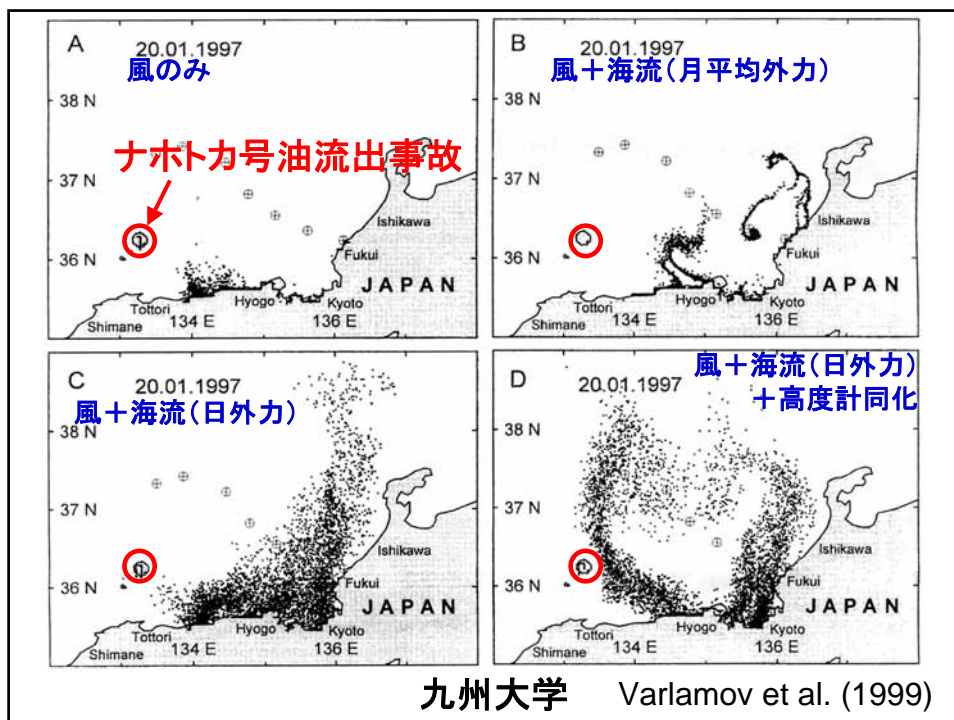 A
20.01.1997
風のみ
38 N
ナホトカ号油流出事故
37 N
Ishikawa
36 N
Fukui
JAPAN
Tottori
Hyogo
Kyoto
Shimane
134 E
136 E
B
20.01.1997
風+海流(月平均外力)
38 N
37 N
Ishikawa
36 N
Fukui
JAPAN
Tottori
Hyogo
Kyoto
Shimane
134 E
136 E
C
20.01.1997
風+海流(日外力)
38 N
37 N
Ishikawa
36 N
Fukui
JAPAN
Tottori
Hyogo
Kyoto
Shimane
134 E
136 E
D
20.01.1997
風+海流(日外力)
+高度計同化
38 N
37 N
Ishikawa
36 N
Fukui
JAPAN
Tottori
Hyogo
Kyoto
Shimane
134 E
136 E
九州大学 Varlamov et al. (1999)